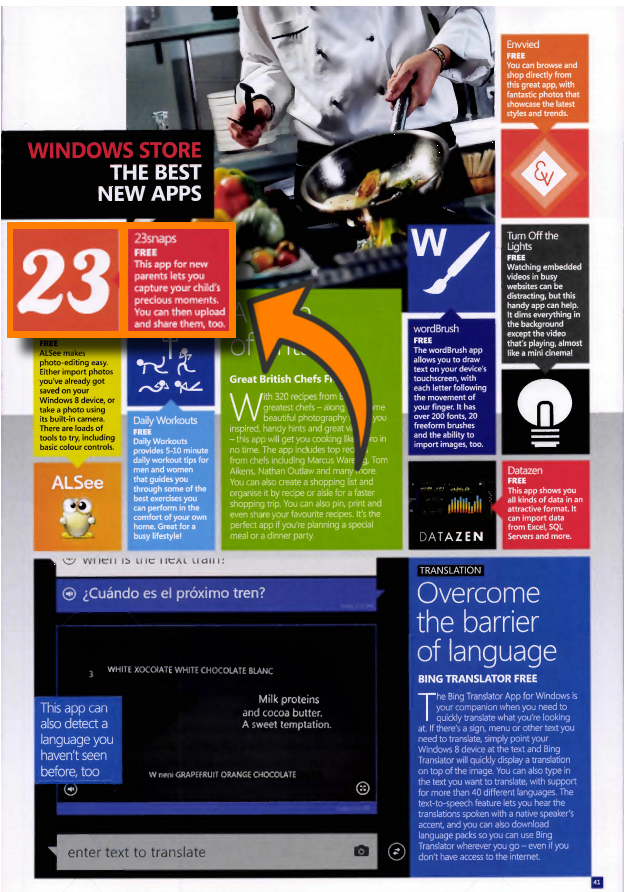 Envvied
FREE
You can browse and
shop directly from
this great app, with
fantastic photos that
showcase the latest
styles and trends.
WINDOWS STORE
THE BEST
NEW APPS
23
23snaps
FREE
This app for new
parents lets you
capture your child's
precious moments.
You can then upload
and share them, too.
W
Turn Off the
Lights
FREE
Watching embedded
videos in busy
websites can be
distracting, but this
handy app can help.
It dims everything in
the background
except the video
that's playing, almost
like a mini cinema!
FREE
ALSee makes
photo-editing easy.
Either import photos
you've already got
saved on your
Windows 8 device, or
take a photo using
its built-in camera.
There are loads of
tools to try, including
basic colour controls.
ALSee
Daily Workouts
FREE
Daily Workouts
provides 5-10 minute
daily workout tips for
men and women
that guides you
through some of the
best exercises you
can perform in the
comfort of your own
home. Great for a
busy lifestyle!
of
Great British Chefs
With 320 recipes from
greatest chefs – along
beautiful photography you
inspired, handy hints and great
– this app will get you cooking like pro in
no time. The app includes top
from chefs including Marcus Tom
Aikens, Nathan Outlaw and many more.
You can also create a shopping list and
organise it by recipe or aisle for a faster
shopping trip. You can also pin, print and
even share your favourite recipes. It's the
perfect app if you're planning a special
meal or a dinner party.
wordBrush
FREE
The wordBrush app
allows you to draw
text on your device's
touchscreen, with
each letter following
the movement of
your finger. It has
over 200 fonts, 20
freeform brushes
and the ability to
import images, too.
DATAZEN
Datazen
FREE
This app shows you
all kinds of data in an
attractive format. It
can import data
from Excel, SQL
Servers and more.
when is the next train?
¿Cuándo es el próximo tren?
3 WHITE XOCOIATE WHITE CHOCOLATE BLANC
Milk proteins
and cocoa butter.
A sweet temptation.
W neni GRAPEFRUIT ORANGE CHOCOLATE
This app can
also detect a
language you
haven't seen
before, too
enter text to translate
TRANSLATION
Overcome
the barrier
of language
BING TRANSLATOR FREE
The Bing Translator App for Windows is
your companion when you need to
quickly translate what you're looking
at. If there's a sign, menu or other text you
need to translate, simply point your
Windows 8 device at the text and Bing
Translator will quickly display a translation
on top of the image. You can also type in
the text you want to translate, with support
for more than 40 different languages. The
text-to-speech feature lets you hear the
translations spoken with a native speaker's
accent, and you can also download
language packs so you can use Bing
Translator wherever you go – even if you
don't have access to the internet.
41